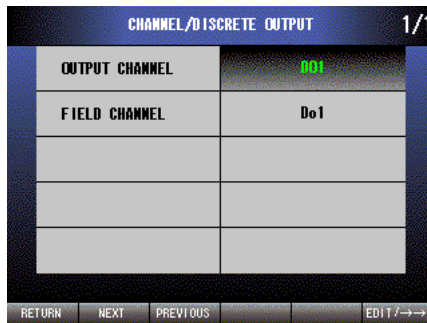 CHANNEL/DISCRETE OUTPUT 1/1
OUTPUT CHANNEL DO1
FIELD CHANNEL Do1
RETURN NEXT PREVIOUS EDIT/→→